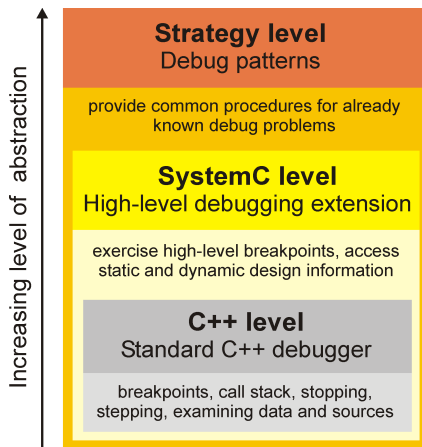 Strategy level
Debug patterns
provide common procedures for already
known debug problems
SystemC level
High-level debugging extension
exercise high-level breakpoints, access
static and dynamic design information
C++ level
Standard C++ debugger
breakpoints, call stack, stopping,
stepping, examining data and sources
Increasing level of abstraction